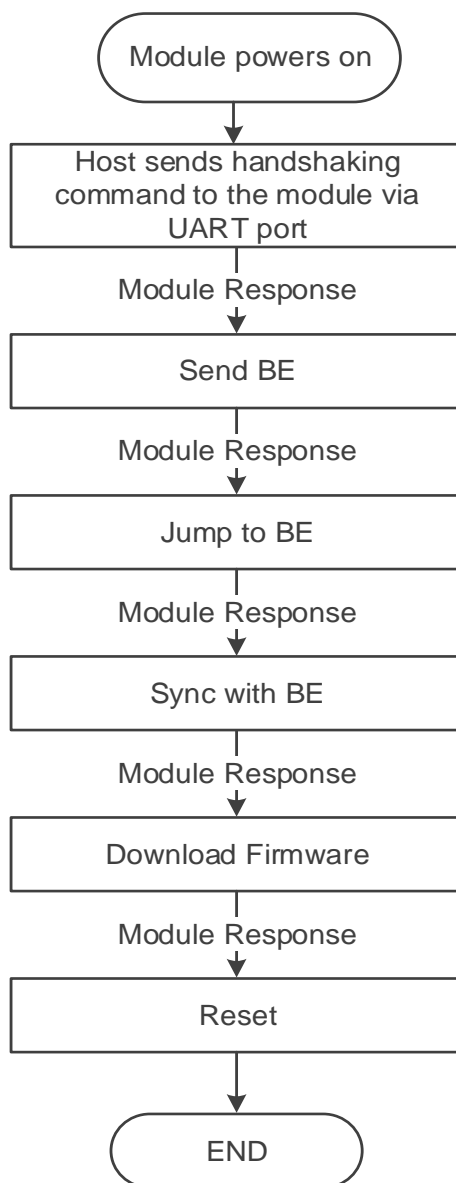 Module powers on
Host sends handshaking
command to the module via
UART port
Module Response
Send BE
Module Response
Jump to BE
Module Response
Sync with BE
Module Response
Download Firmware
Module Response
Reset
END